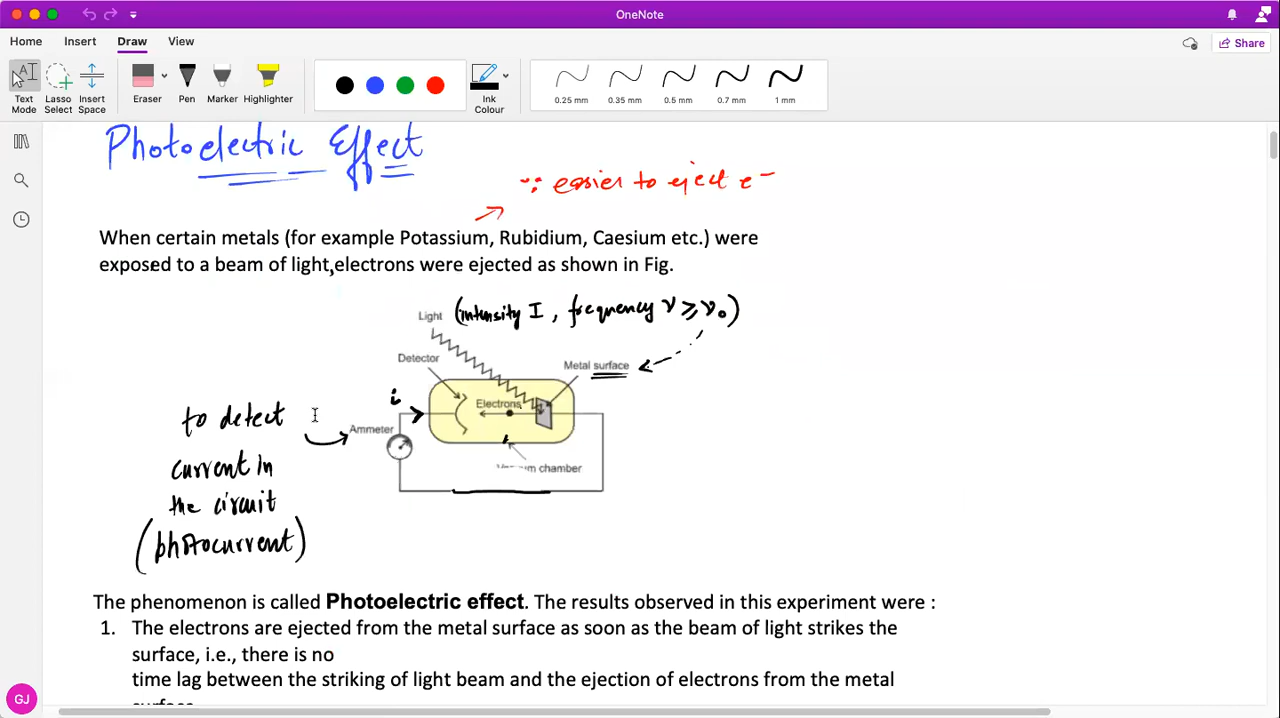 OneNote
Home Insert Draw View
Share
Text Mode
Lasso Select
Insert Space
Eraser
Pen
Marker
Highlighter
Ink Colour
0.25 mm
0.35 mm
0.5 mm
0.7 mm
1 mm
Photoelectric Effect
∵ easier to eject e−
When certain metals (for example Potassium, Rubidium, Caesium etc.) were
exposed to a beam of light,electrons were ejected as shown in Fig.
Light (intensity I, frequency ν ≥ ν₀)
Detector
Metal surface
i
Electrons
to detect
Ammeter
current in
chamber
the circuit
(photocurrent)
The phenomenon is called Photoelectric effect. The results observed in this experiment were :
1. The electrons are ejected from the metal surface as soon as the beam of light strikes the
surface, i.e., there is no
time lag between the striking of light beam and the ejection of electrons from the metal
GJ